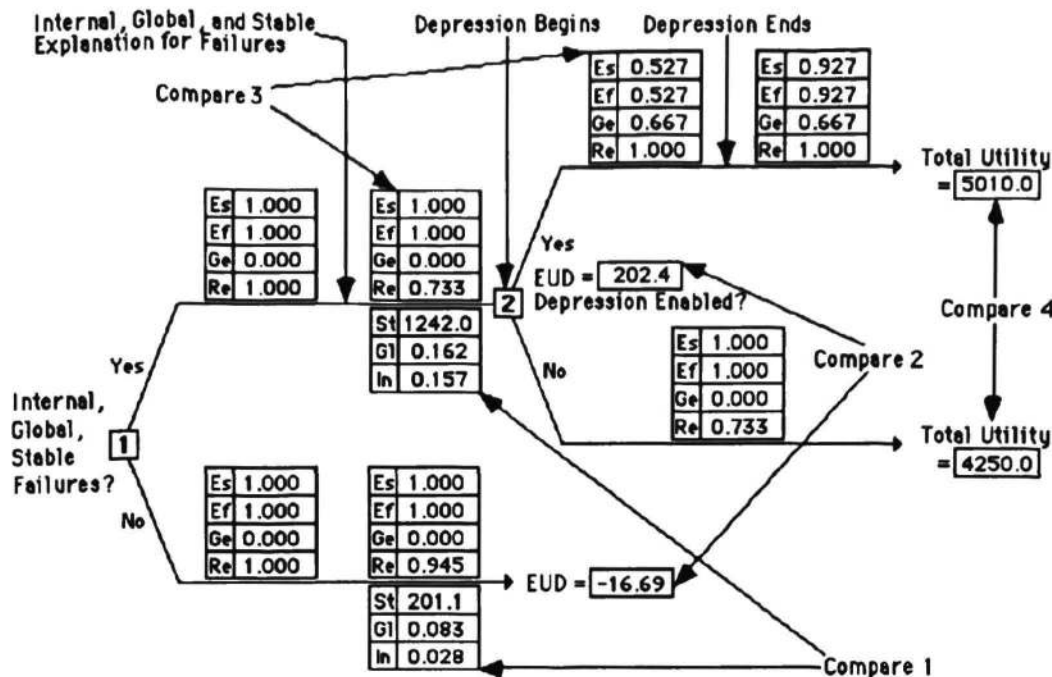 Internal, Global, and Stable
Explanation for Failures
Depression Begins
Depression Ends
Compare 3
Es 0.527
Ef 0.527
Ge 0.667
Re 1.000
Es 0.927
Ef 0.927
Ge 0.667
Re 1.000
Total Utility
= 5010.0
Es 1.000
Ef 1.000
Ge 0.000
Re 1.000
Es 1.000
Ef 1.000
Ge 0.000
Re 0.733
St 1242.0
Gl 0.162
In 0.157
2
Yes
EUD = 202.4
Depression Enabled?
No
Compare 4
Compare 2
Es 1.000
Ef 1.000
Ge 0.000
Re 0.733
Total Utility
= 4250.0
Yes
Internal,
Global,
Stable
Failures?
1
No
Es 1.000
Ef 1.000
Ge 0.000
Re 1.000
Es 1.000
Ef 1.000
Ge 0.000
Re 0.945
St 201.1
Gl 0.083
In 0.028
EUD = -16.69
Compare 1